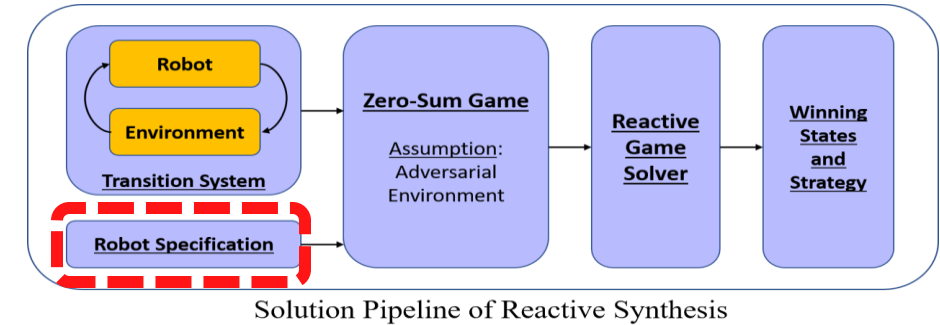 Robot
Environment
Transition System
Robot Specification
Zero-Sum Game
Assumption:
Adversarial
Environment
Reactive
Game
Solver
Winning
States
and
Strategy
Solution Pipeline of Reactive Synthesis